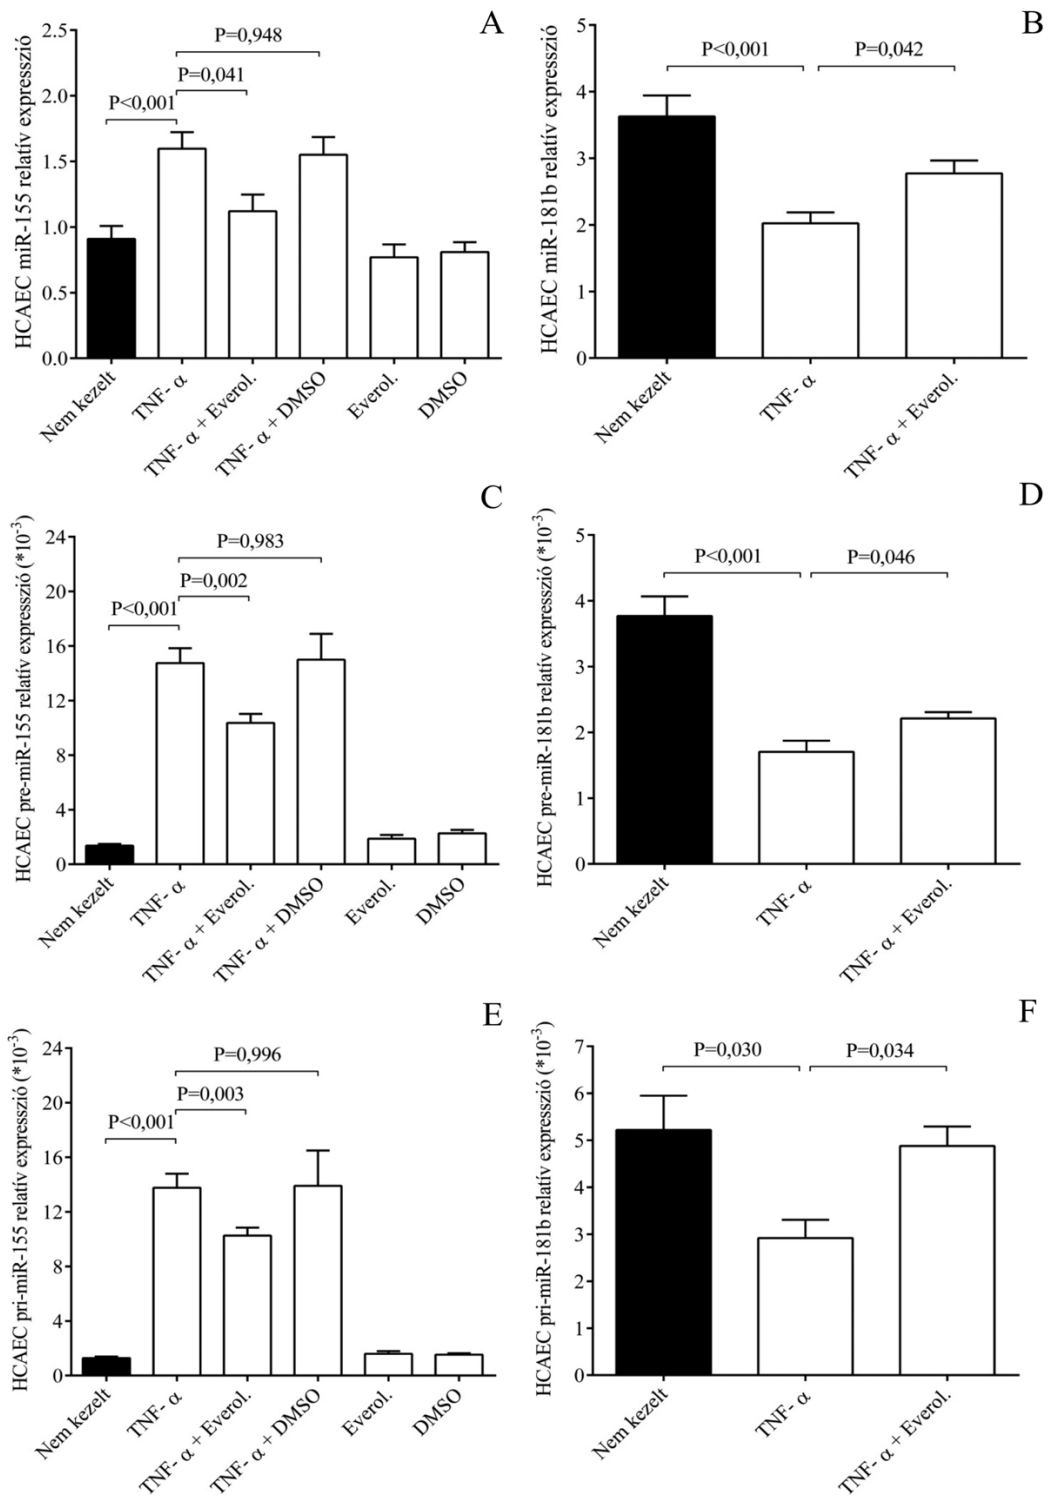 A
HCAEC miR-155 relatív expresszió
2.5
2.0
1.5
1.0
0.5
0.0
P=0,948
P=0,041
P<0,001
Nem kezelt
TNF- α
TNF- α + Everol.
TNF- α + DMSO
Everol.
DMSO
B
HCAEC miR-181b relatív expresszió
5
4
3
2
1
0
P<0,001
P=0,042
Nem kezelt
TNF- α
TNF- α + Everol.
C
HCAEC pre-miR-155 relatív expresszió (*10⁻³)
24
20
16
12
8
4
0
P=0,983
P=0,002
P<0,001
Nem kezelt
TNF- α
TNF- α + Everol.
TNF- α + DMSO
Everol.
DMSO
D
HCAEC pre-miR-181b relatív expresszió (*10⁻³)
5
4
3
2
1
0
P<0,001
P=0,046
Nem kezelt
TNF- α
TNF- α + Everol.
E
HCAEC pri-miR-155 relatív expresszió (*10⁻³)
24
20
16
12
8
4
0
P=0,996
P=0,003
P<0,001
Nem kezelt
TNF- α
TNF- α + Everol.
TNF- α + DMSO
Everol.
DMSO
F
HCAEC pri-miR-181b relatív expresszió (*10⁻³)
7
6
5
4
3
2
1
0
P=0,030
P=0,034
Nem kezelt
TNF- α
TNF- α + Everol.